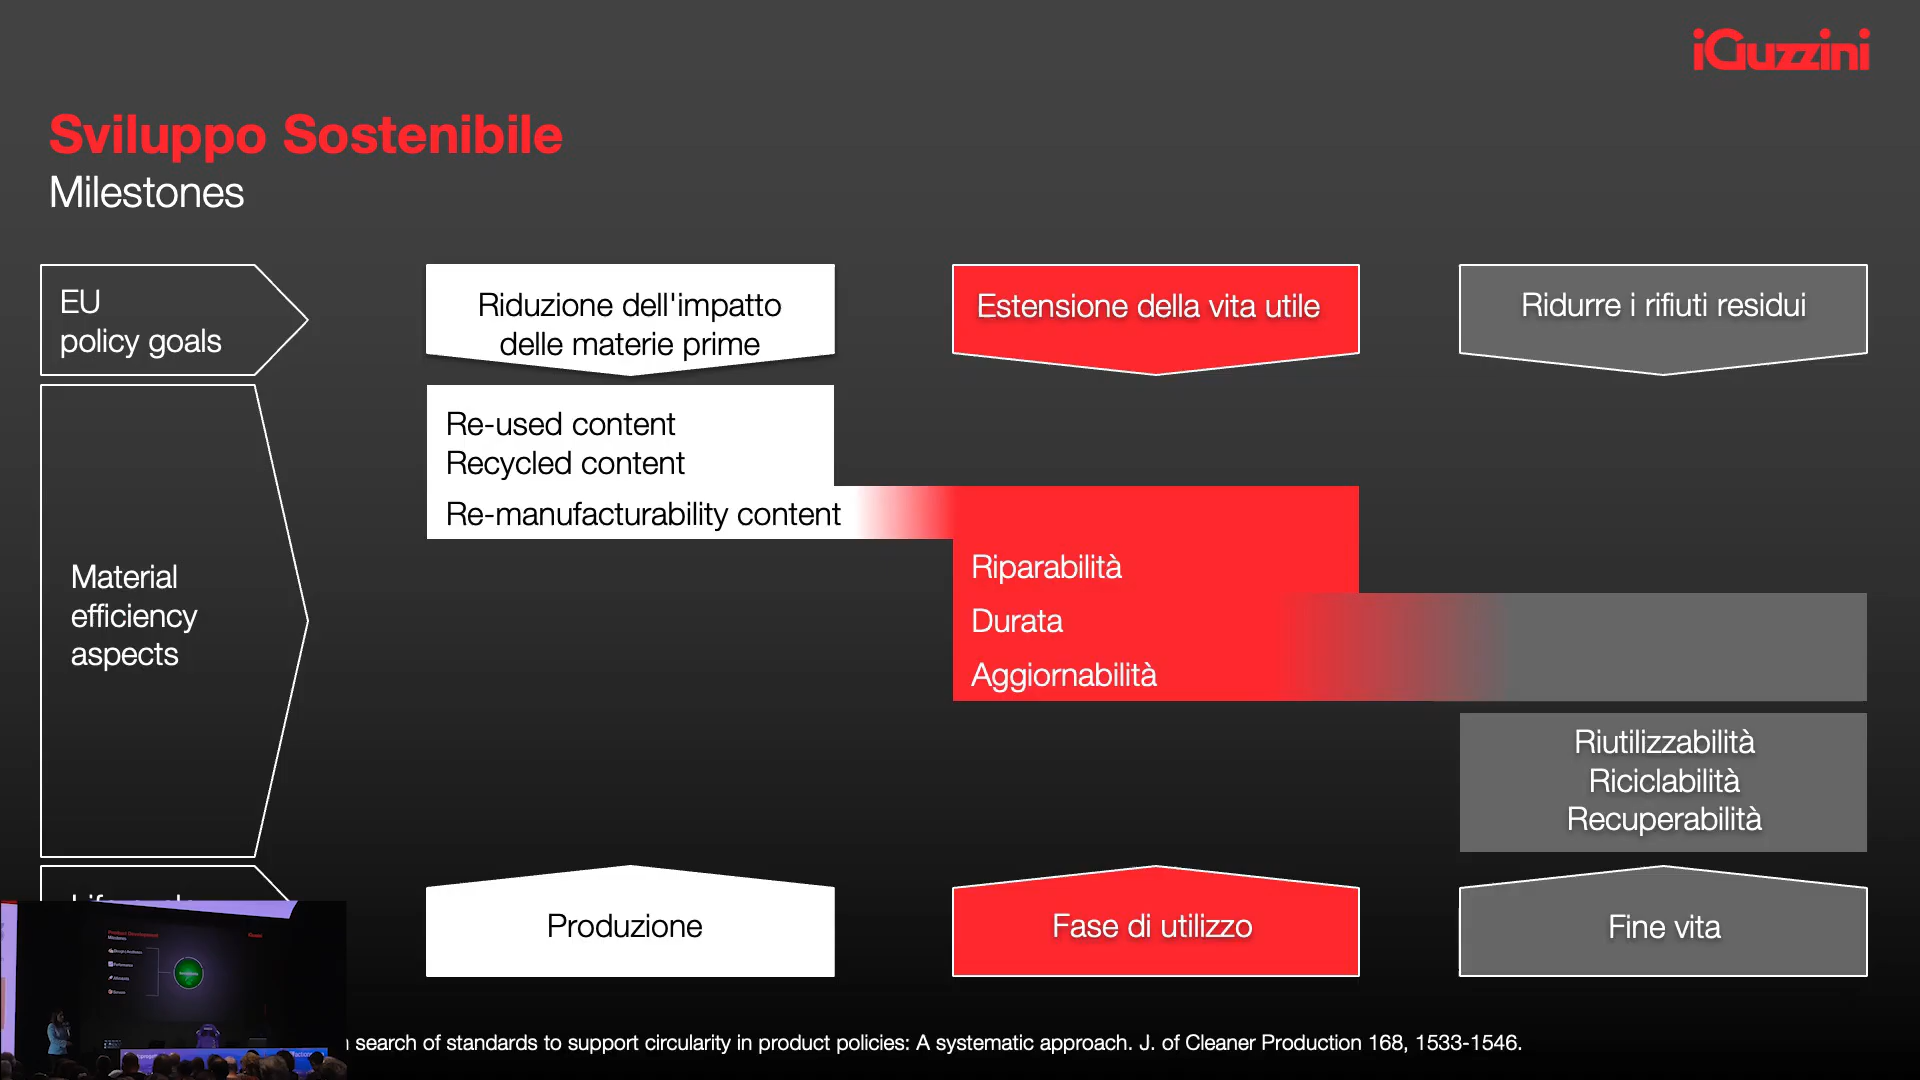 iGuzzini
Sviluppo Sostenibile
Milestones
EU
policy goals
Riduzione dell'impatto
delle materie prime
Estensione della vita utile
Ridurre i rifiuti residui
Re-used content
Recycled content
Re-manufacturability content
Material
efficiency
aspects
Riparabilità
Durata
Aggiornabilità
Riutilizzabilità
Riciclabilità
Recuperabilità
Produzione
Fase di utilizzo
Fine vita
Product Development
Milestones
search of standards to support circularity in product policies: A systematic approach. J. of Cleaner Production 168, 1533-1546.